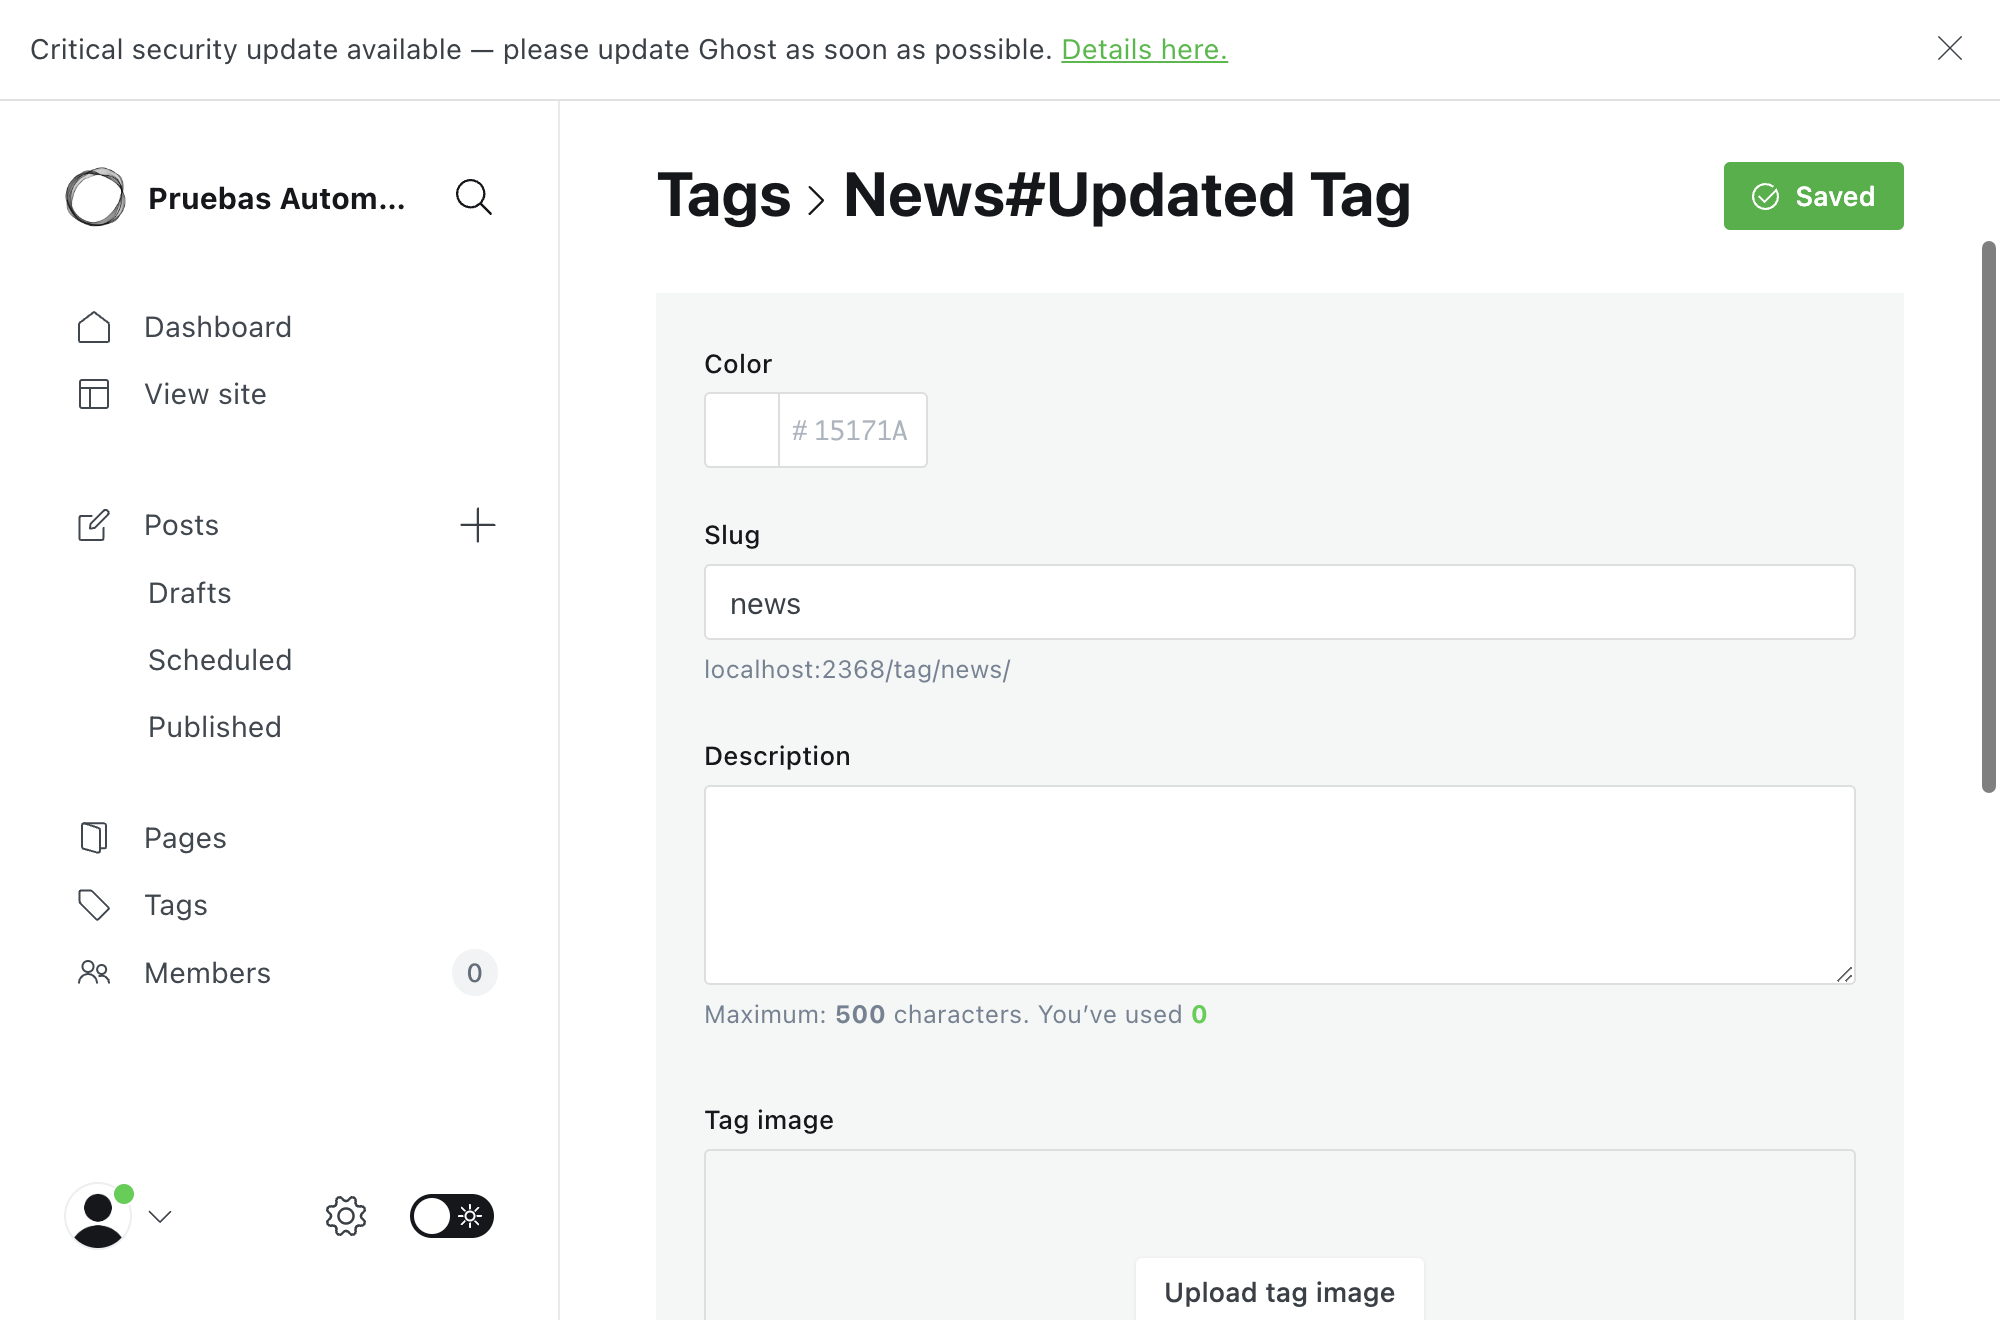 Critical security update available — please update Ghost as soon as possible. Details here.
Pruebas Autom...
Dashboard
View site
Posts
Drafts
Scheduled
Published
Pages
Tags
Members
0
Tags > News#Updated Tag
Saved
Color
# 15171A
Slug
news
localhost:2368/tag/news/
Description
Maximum: 500 characters. You’ve used 0
Tag image
Upload tag image